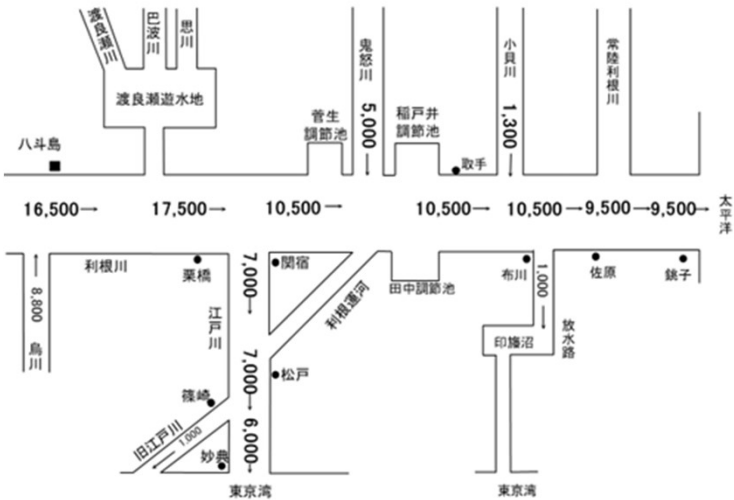 渡良瀬川
巴波川
思川
鬼怒川
5,000→
小貝川
1,300→
常陸利根川
渡良瀬遊水地
菅生
調節池
稲戸井
調節池
八斗島
取手
16,500→
17,500→
10,500→
10,500→
10,500→
9,500→
9,500→
太平洋
8,800→
烏川
利根川
栗橋
7,000→
関宿
利根運河
田中調節池
布川
1,000→
佐原
銚子
江戸川
印旛沼
放水路
7,000→
松戸
篠崎
旧江戸川
1,000
6,000→
妙典
東京湾
東京湾